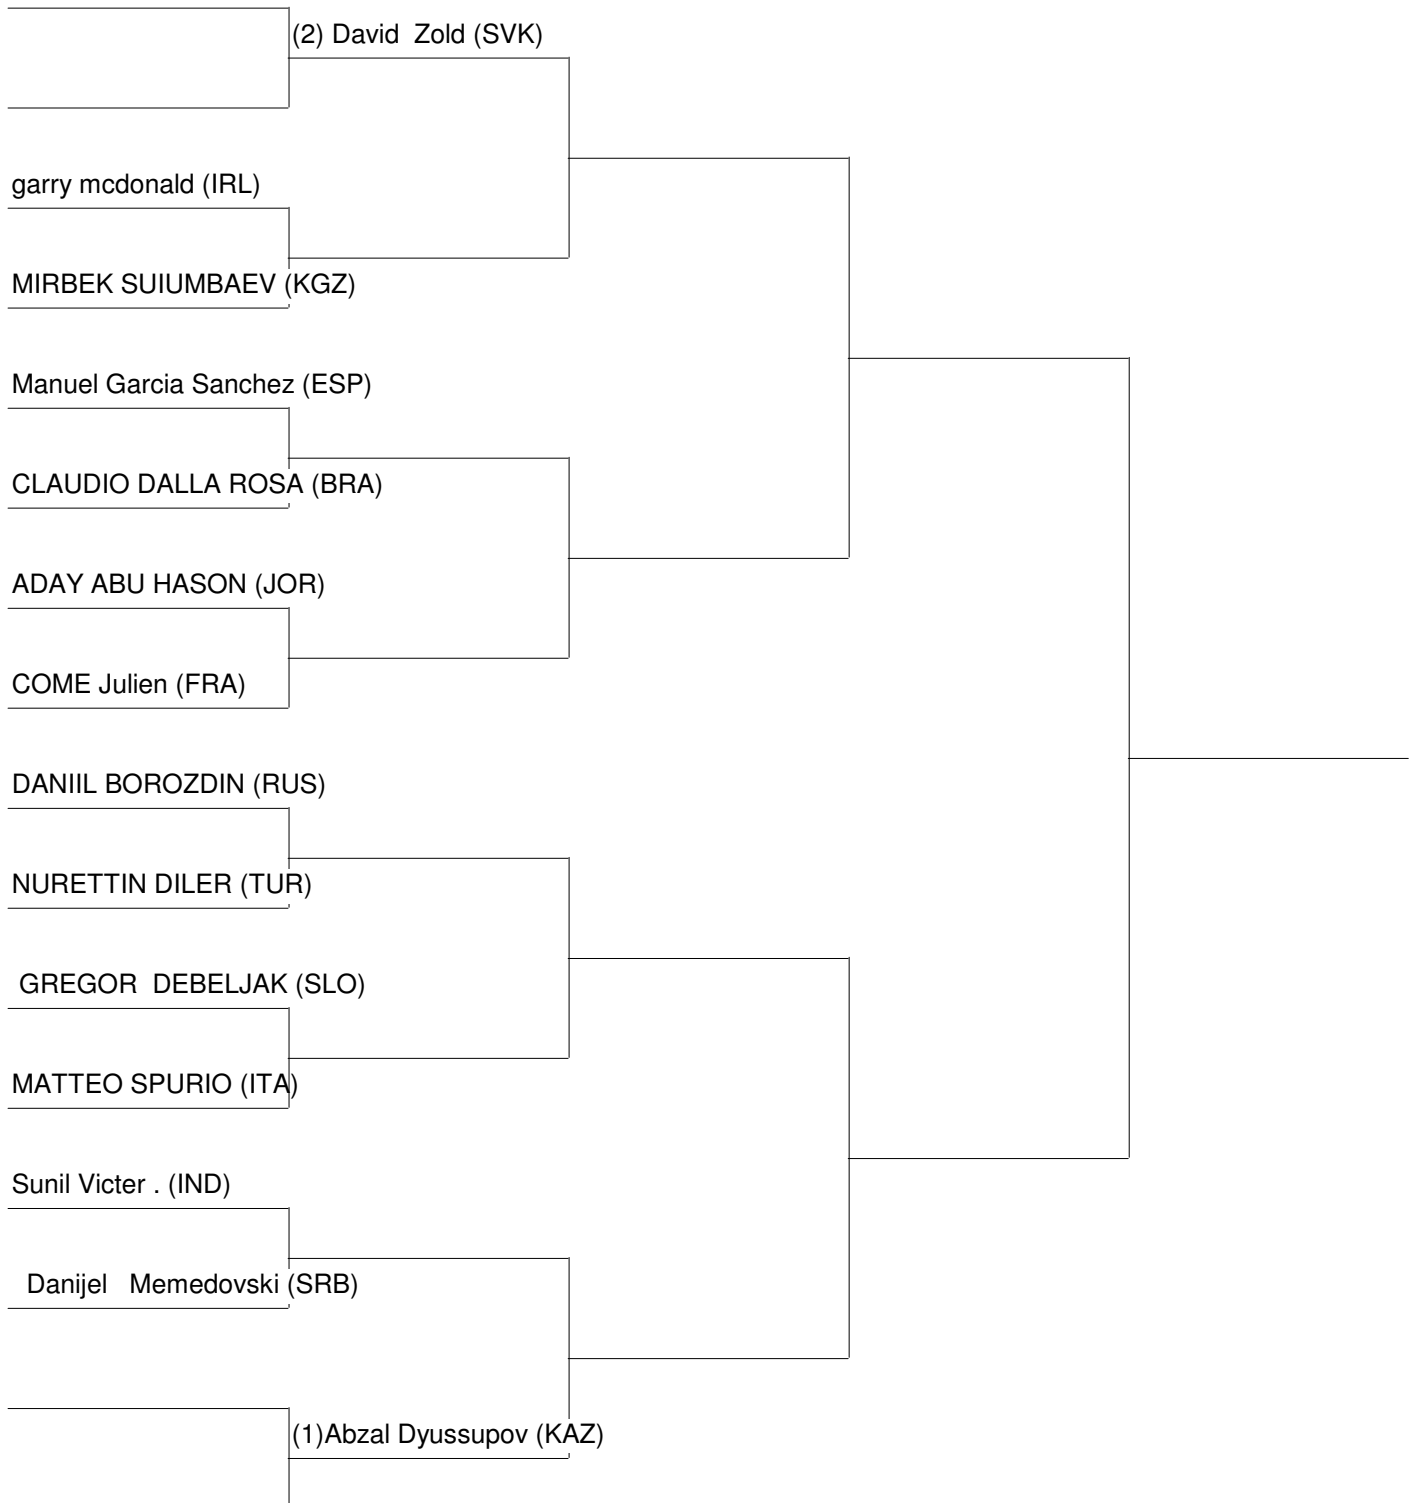 (2) David  Zold (SVK)
garry mcdonald (IRL)
MIRBEK SUIUMBAEV (KGZ)
Manuel Garcia Sanchez (ESP)
CLAUDIO DALLA ROSA (BRA)
ADAY ABU HASON (JOR)
COME Julien (FRA)
DANIIL BOROZDIN (RUS)
NURETTIN DILER (TUR)
GREGOR  DEBELJAK (SLO)
MATTEO SPURIO (ITA)
Sunil Victer . (IND)
Danijel   Memedovski (SRB)
(1)Abzal Dyussupov (KAZ)